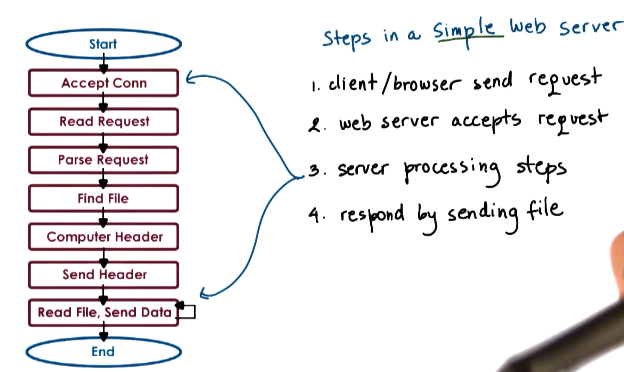 Start
Accept Conn
Read Request
Parse Request
Find File
Computer Header
Send Header
Read File, Send Data
End
Steps in a simple web server
1. client/browser send request
2. web server accepts request
3. server processing steps
4. respond by sending file